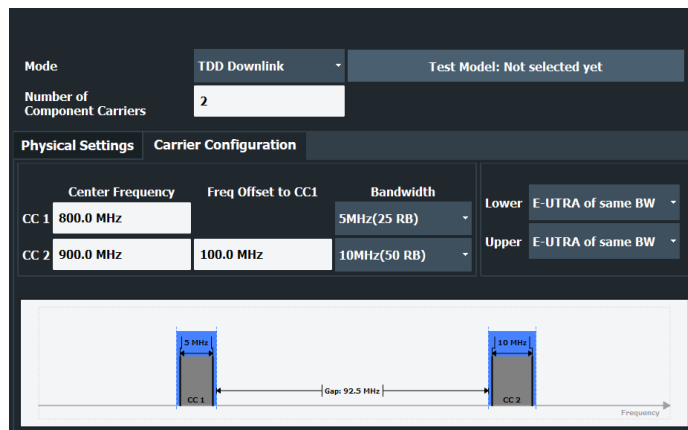 Mode TDD Downlink Test Model: Not selected yet
Number of
Component Carriers 2
Physical Settings Carrier Configuration
Center Frequency Freq Offset to CC1 Bandwidth
CC 1 800.0 MHz 5MHz(25 RB)
CC 2 900.0 MHz 100.0 MHz 10MHz(50 RB)
Lower E-UTRA of same BW
Upper E-UTRA of same BW
5 MHz 10 MHz
Gap: 92.5 MHz
CC 1 CC 2
Frequency